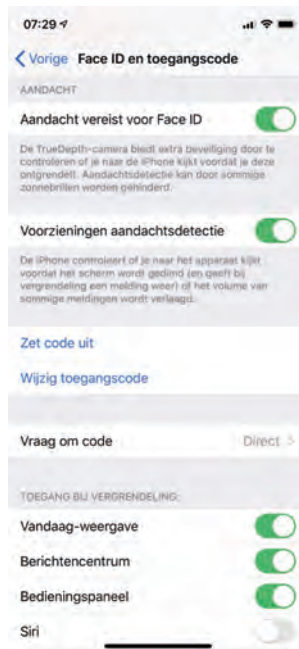 07:29
Vorige Face ID en toegangscode
AANDACHT
Aandacht vereist voor Face ID
De TrueDepth-camera biedt extra beveiliging door te
controleren of je naar de iPhone kijkt voordat je deze
ontgrendelt. Aandachtsdetectie kan door sommige
zonnebrillen worden gehinderd.
Voorzieningen aandachtsdetectie
De iPhone controleert of je naar het apparaat kijkt
voordat het scherm wordt gedimd (en geeft bij
vergrendeling een melding weer) of het volume van
sommige meldingen wordt verlaagd.
Zet code uit
Wijzig toegangscode
Vraag om code Direct
TOEGANG BIJ VERGRENDELING:
Vandaag-weergave
Berichtencentrum
Bedieningspaneel
Siri